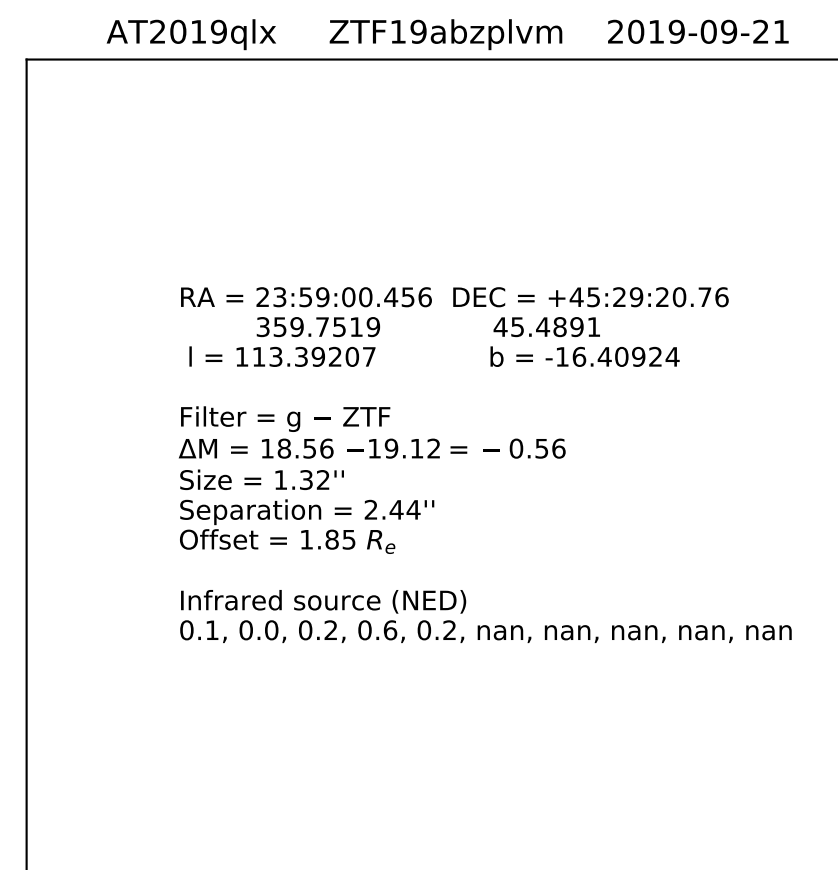 AT2019qlx ZTF19abzplvm 2019-09-21
RA = 23:59:00.456 DEC = +45:29:20.76
359.7519 45.4891
l = 113.39207 b = -16.40924
Filter = g − ZTF
ΔM = 18.56 −19.12 = − 0.56
Size = 1.32''
Separation = 2.44''
Offset = 1.85 Re
Infrared source (NED)
0.1, 0.0, 0.2, 0.6, 0.2, nan, nan, nan, nan, nan